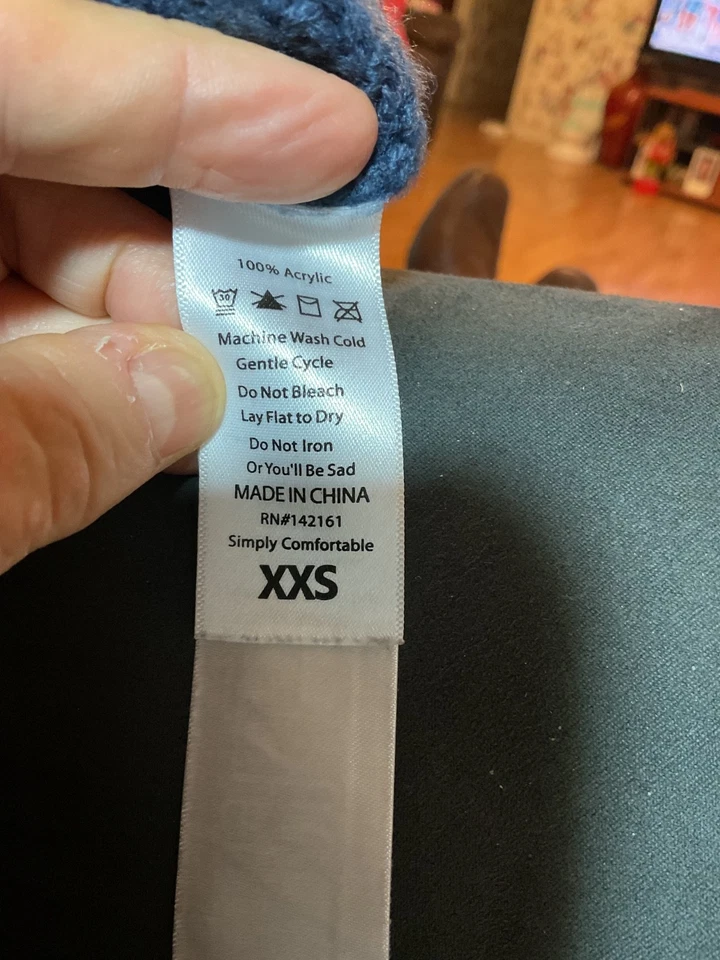 100% Acrylic
30
Machine Wash Cold
Gentle Cycle
Do Not Bleach
Lay Flat to Dry
Do Not Iron
Or You'll Be Sad
MADE IN CHINA
RN#142161
Simply Comfortable
XXS